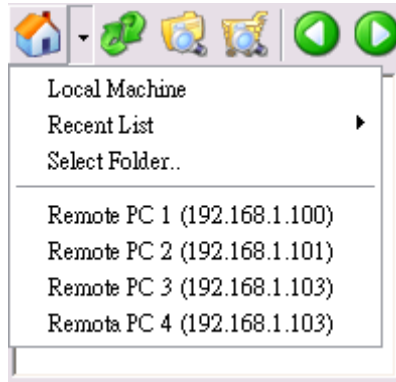 Local Machine
Recent List
Select Folder..
Remote PC 1 (192.168.1.100)
Remote PC 2 (192.168.1.101)
Remote PC 3 (192.168.1.103)
Remota PC 4 (192.168.1.103)